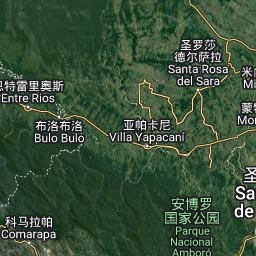 圣罗莎
德尔萨拉
Santa Rosa
del Sara
恩特雷里奥斯
Entre Rios
布洛布洛
Bulo Bulo
亚帕卡尼
Villa Yapacaní
安博罗
国家公园
Parque
Nacional
Amboró
科马拉帕
Comarapa